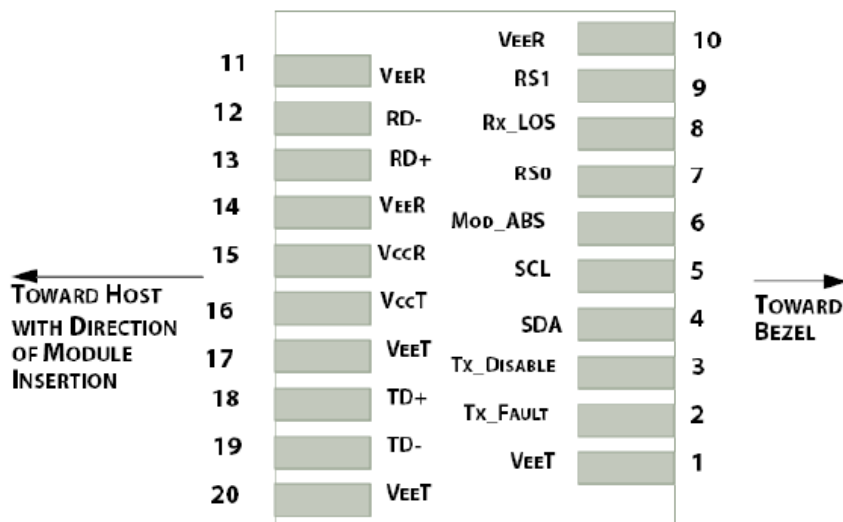 11 VEER
12 RD-
13 RD+
14 VEER
15 VCCR
16 VCCT
17 VEET
18 TD+
19 TD-
20 VEET
VEER 10
RS1 9
RX_LOS 8
RS0 7
MOD_ABS 6
SCL 5
SDA 4
TX_DISABLE 3
TX_FAULT 2
VEET 1
TOWARD HOST
WITH DIRECTION
OF MODULE
INSERTION
TOWARD
BEZEL